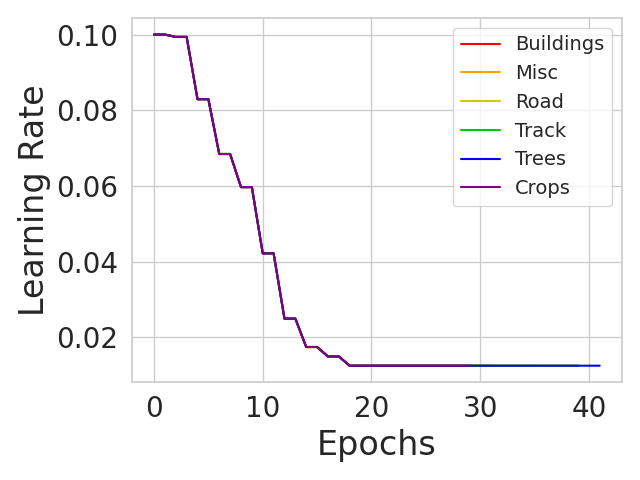 Learning Rate
0.10
0.08
0.06
0.04
0.02
0
10
20
30
40
Epochs
Buildings
Misc
Road
Track
Trees
Crops